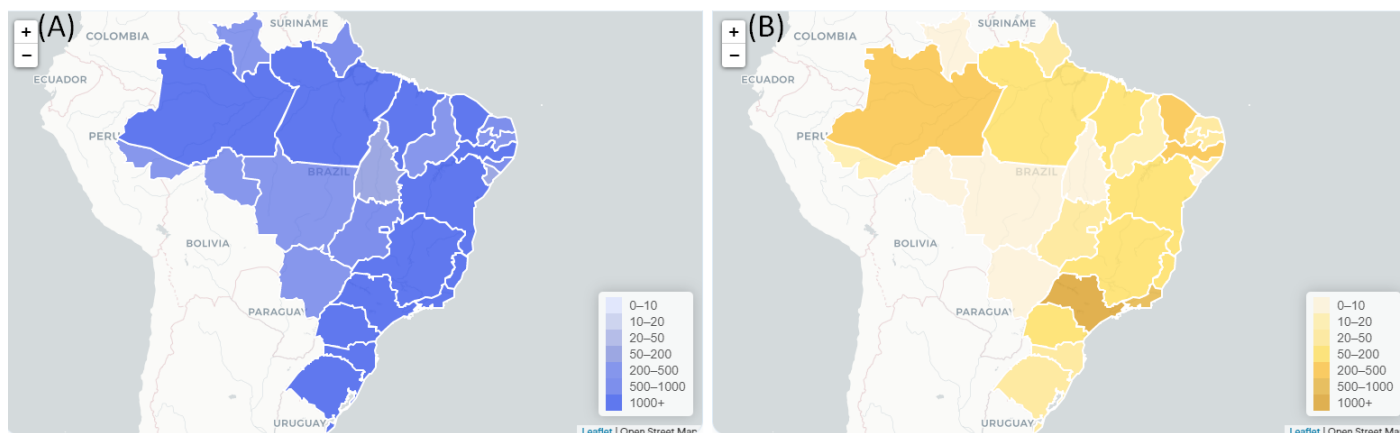 +
−
(A)
SURINAME
COLOMBIA
ECUADOR
PERU
BRAZIL
BOLIVIA
PARAGUAY
URUGUAY
0–10
10–20
20–50
50–200
200–500
500–1000
1000+
Leaflet | Open Street Map
+
−
(B)
SURINAME
COLOMBIA
ECUADOR
PERU
BRAZIL
BOLIVIA
PARAGUAY
URUGUAY
0–10
10–20
20–50
50–200
200–500
500–1000
1000+
Leaflet | Open Street Map